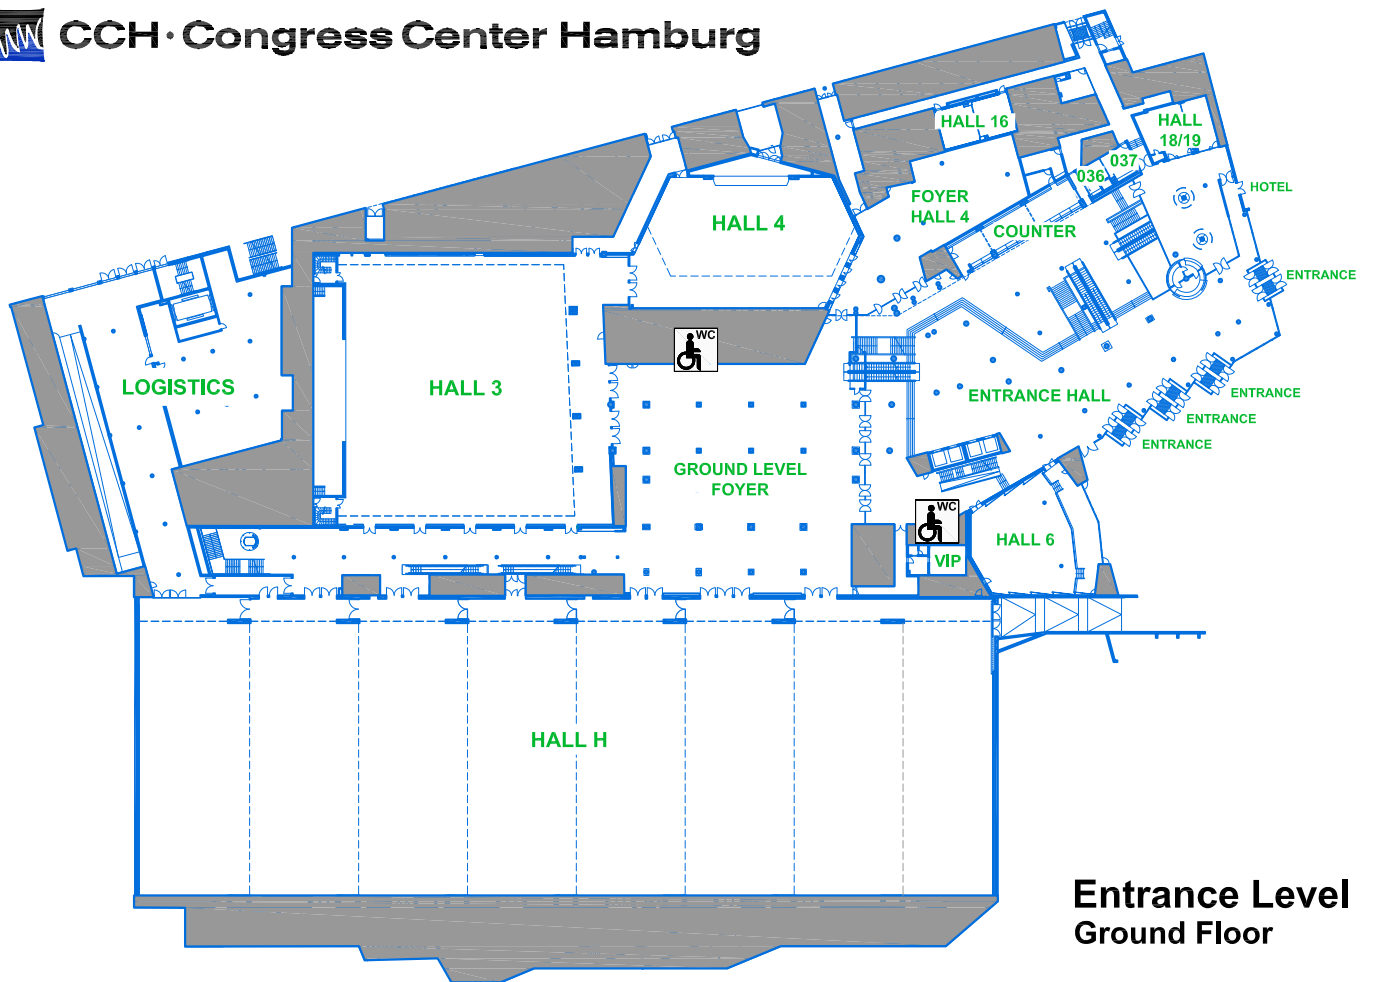 CCH · Congress Center Hamburg
HALL 16
HALL
18/19
037
036
HOTEL
FOYER
HALL 4
HALL 4
COUNTER
ENTRANCE
WC
LOGISTICS
HALL 3
ENTRANCE HALL
ENTRANCE
ENTRANCE
ENTRANCE
GROUND LEVEL
FOYER
WC
HALL 6
VIP
HALL H
Entrance Level
Ground Floor